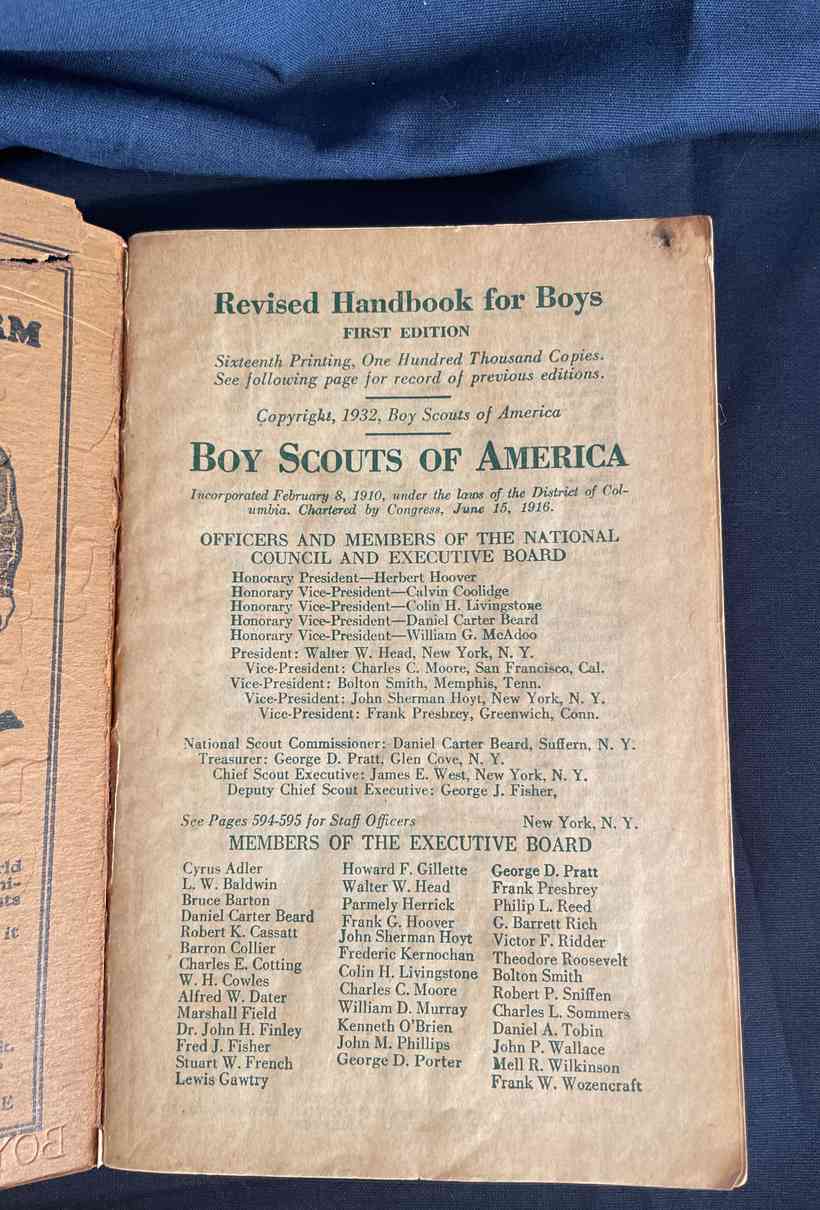 RM
rld
ni-
sts
it
E
BOY
Revised Handbook for Boys
FIRST EDITION
Sixteenth Printing, One Hundred Thousand Copies.
See following page for record of previous editions.
Copyright, 1932, Boy Scouts of America
BOY SCOUTS OF AMERICA
Incorporated February 8, 1910, under the laws of the District of Col-
umbia. Chartered by Congress, June 15, 1916.
OFFICERS AND MEMBERS OF THE NATIONAL
COUNCIL AND EXECUTIVE BOARD
Honorary President—Herbert Hoover
Honorary Vice-President—Calvin Coolidge
Honorary Vice-President—Colin H. Livingstone
Honorary Vice-President—Daniel Carter Beard
Honorary Vice-President—William G. McAdoo
President: Walter W. Head, New York, N. Y.
Vice-President: Charles C. Moore, San Francisco, Cal.
Vice-President: Bolton Smith, Memphis, Tenn.
Vice-President: John Sherman Hoyt, New York, N. Y.
Vice-President: Frank Presbrey, Greenwich, Conn.
National Scout Commissioner: Daniel Carter Beard, Suffern, N. Y.
Treasurer: George D. Pratt, Glen Cove, N. Y.
Chief Scout Executive: James E. West, New York, N. Y.
Deputy Chief Scout Executive: George J. Fisher,
See Pages 594-595 for Staff Officers New York, N. Y.
MEMBERS OF THE EXECUTIVE BOARD
Cyrus Adler
L. W. Baldwin
Bruce Barton
Daniel Carter Beard
Robert K. Cassatt
Barron Collier
Charles E. Cotting
W. H. Cowles
Alfred W. Dater
Marshall Field
Dr. John H. Finley
Fred J. Fisher
Stuart W. French
Lewis Gawtry
Howard F. Gillette
Walter W. Head
Parmely Herrick
Frank G. Hoover
John Sherman Hoyt
Frederic Kernochan
Colin H. Livingstone
Charles C. Moore
William D. Murray
Kenneth O'Brien
John M. Phillips
George D. Porter
George D. Pratt
Frank Presbrey
Philip L. Reed
G. Barrett Rich
Victor F. Ridder
Theodore Roosevelt
Bolton Smith
Robert P. Sniffen
Charles L. Sommers
Daniel A. Tobin
John P. Wallace
Mell R. Wilkinson
Frank W. Wozencraft